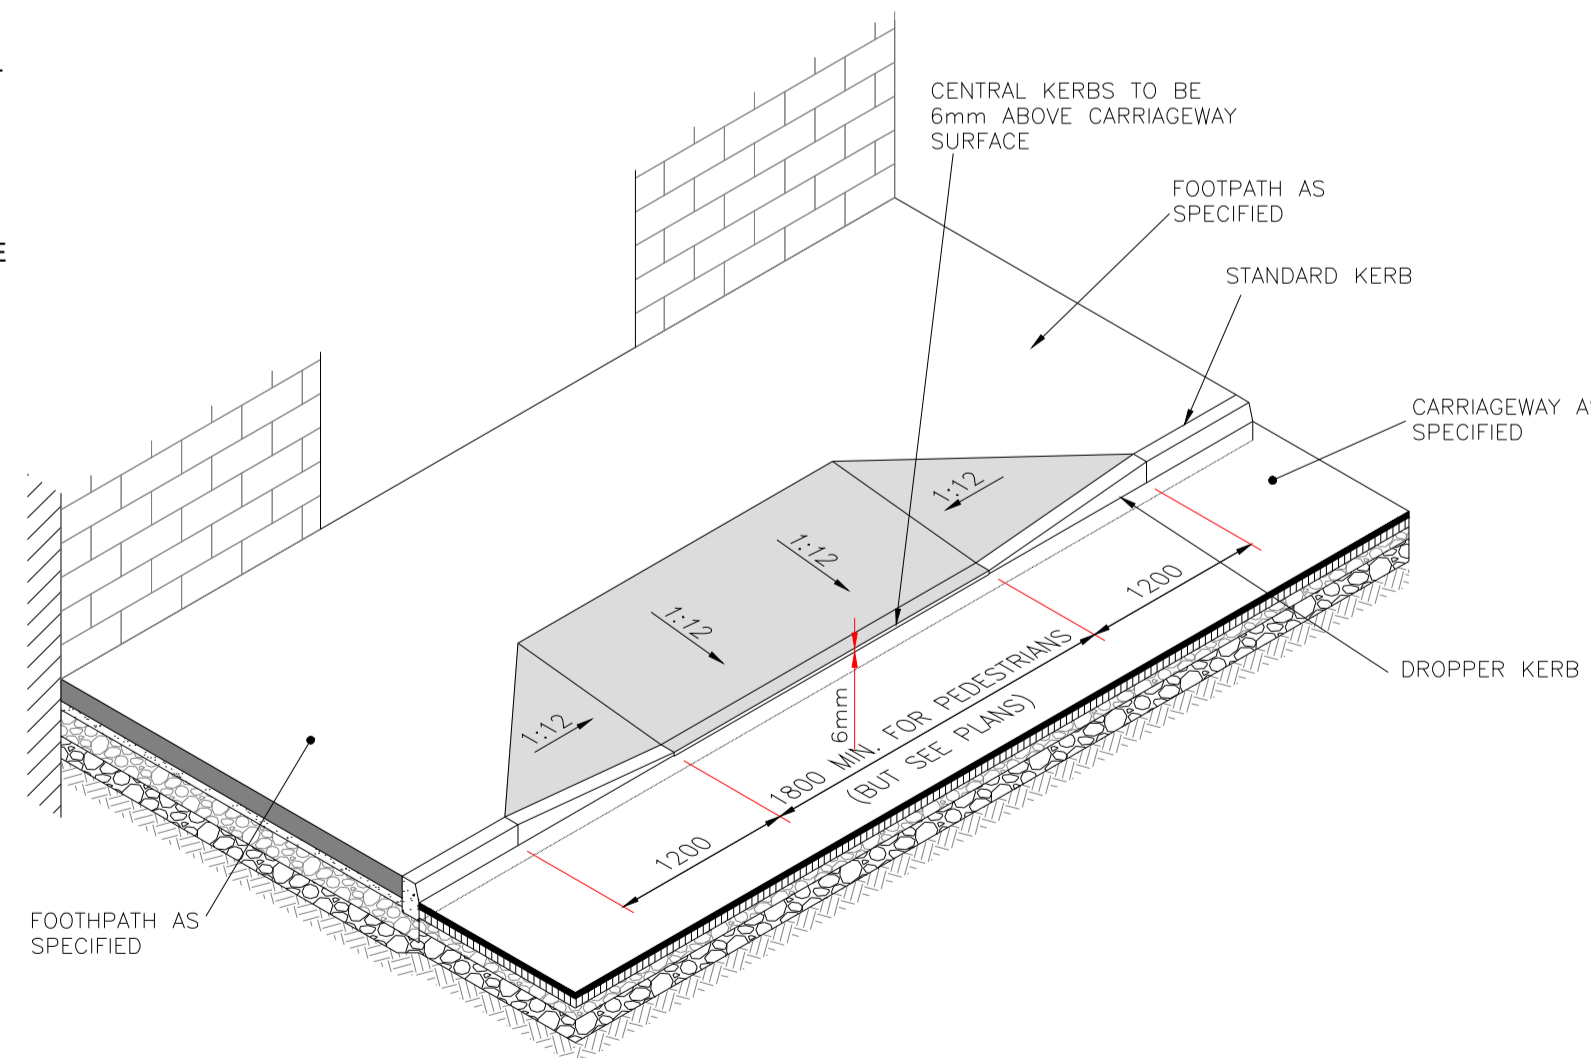 CENTRAL KERBS TO BE
6mm ABOVE CARRIAGEWAY
SURFACE
FOOTPATH AS
SPECIFIED
STANDARD KERB
CARRIAGEWAY AS
SPECIFIED
1:12
1:12
1:12
1:12
1200
DROPPER KERB
6mm
1800 MIN. FOR PEDESTRIANS
(BUT SEE PLANS)
1200
FOOTHPATH AS
SPECIFIED
E